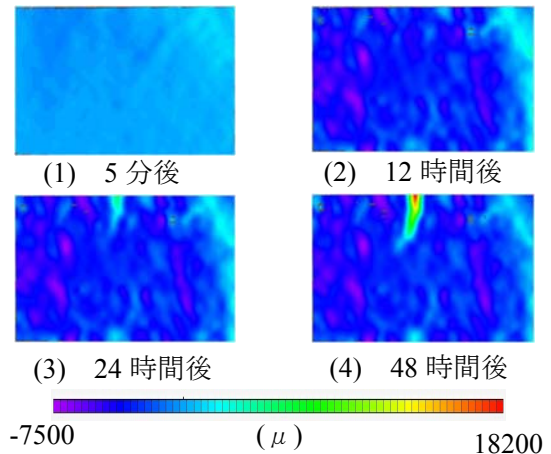 (1) 5 分後
(2) 12 時間後
(3) 24 時間後
(4) 48 時間後
-7500 (μ) 18200